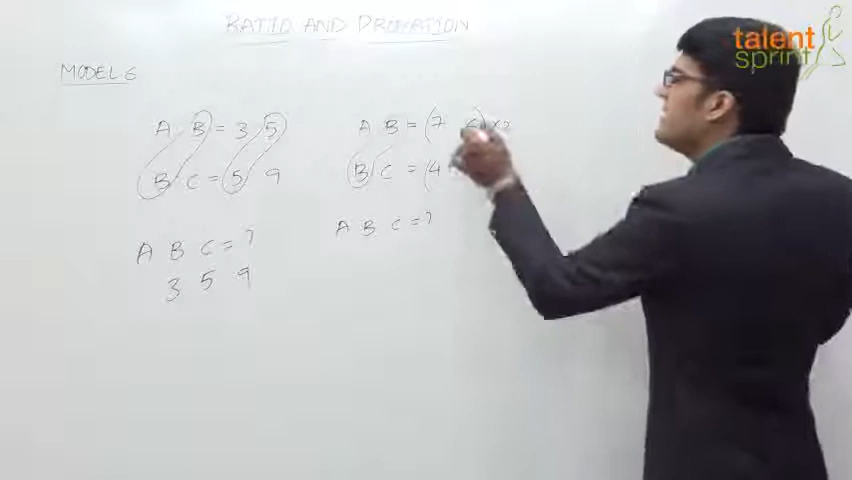 RATIO AND PROPORTION
talent
sprint
MODEL 6
A B = 3 5
B C = 5 9
A B C = ?
3 5 9
A B = (7
B C = (4
A B C = ?